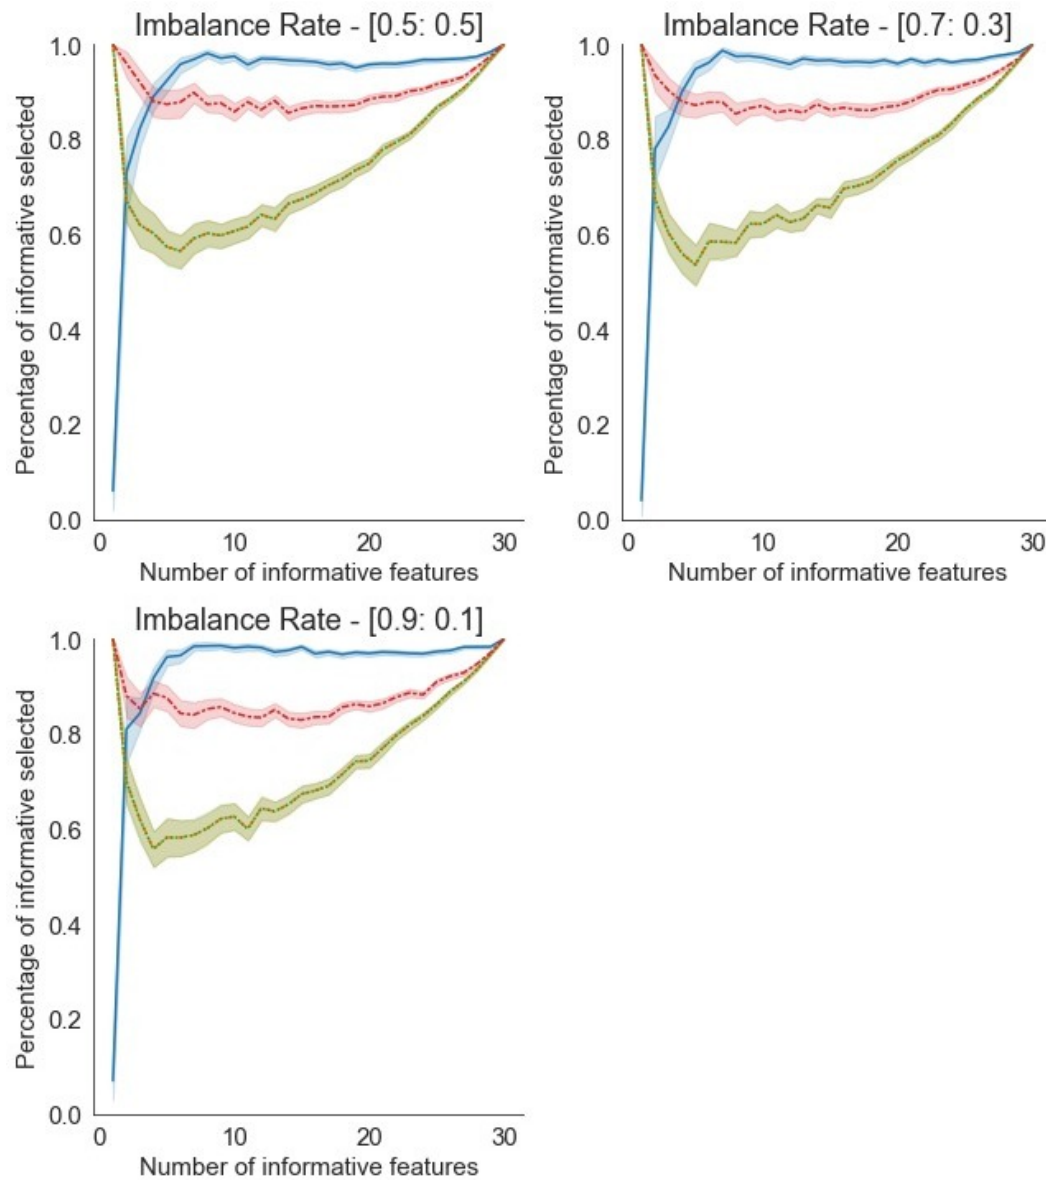 Imbalance Rate - [0.5: 0.5]
1.0
0.8
0.6
0.4
0.2
0.0
Percentage of informative selected
0 10 20 30
Number of informative features
Imbalance Rate - [0.7: 0.3]
1.0
0.8
0.6
0.4
0.2
0.0
Percentage of informative selected
0 10 20 30
Number of informative features
Imbalance Rate - [0.9: 0.1]
1.0
0.8
0.6
0.4
0.2
0.0
Percentage of informative selected
0 10 20 30
Number of informative features